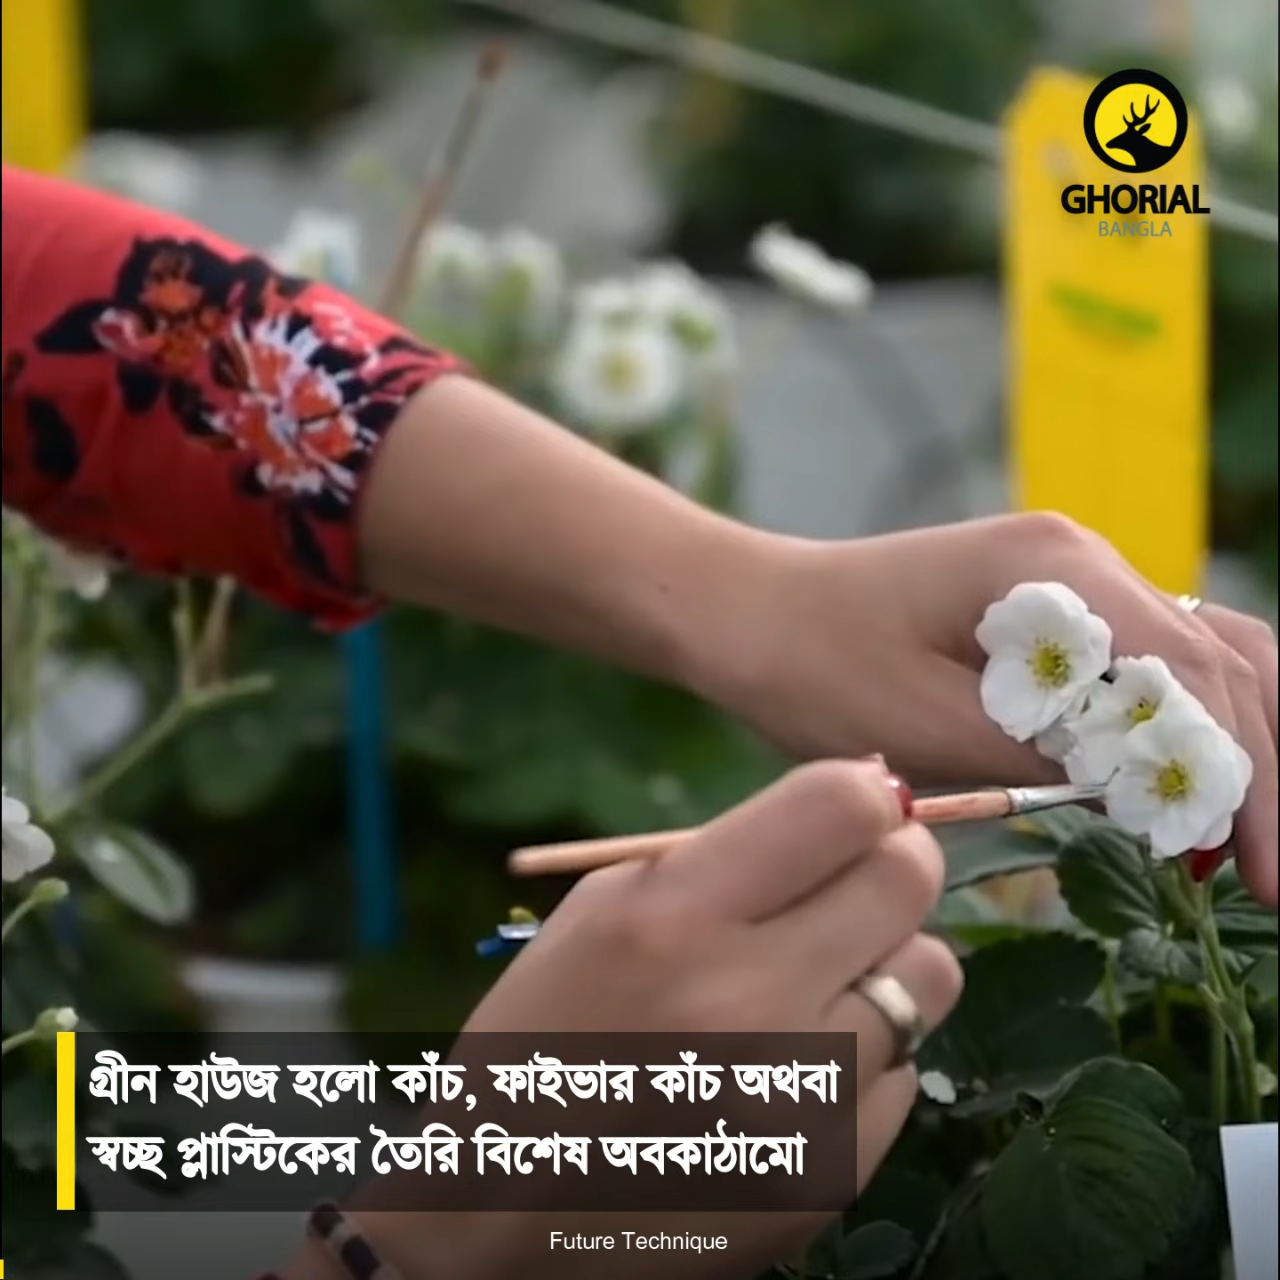 GHORIAL
BANGLA
গ্রীন হাউজ হলো কাঁচ, ফাইভার কাঁচ অথবা
স্বচ্ছ প্লাস্টিকের তৈরি বিশেষ অবকাঠামো
Future Technique